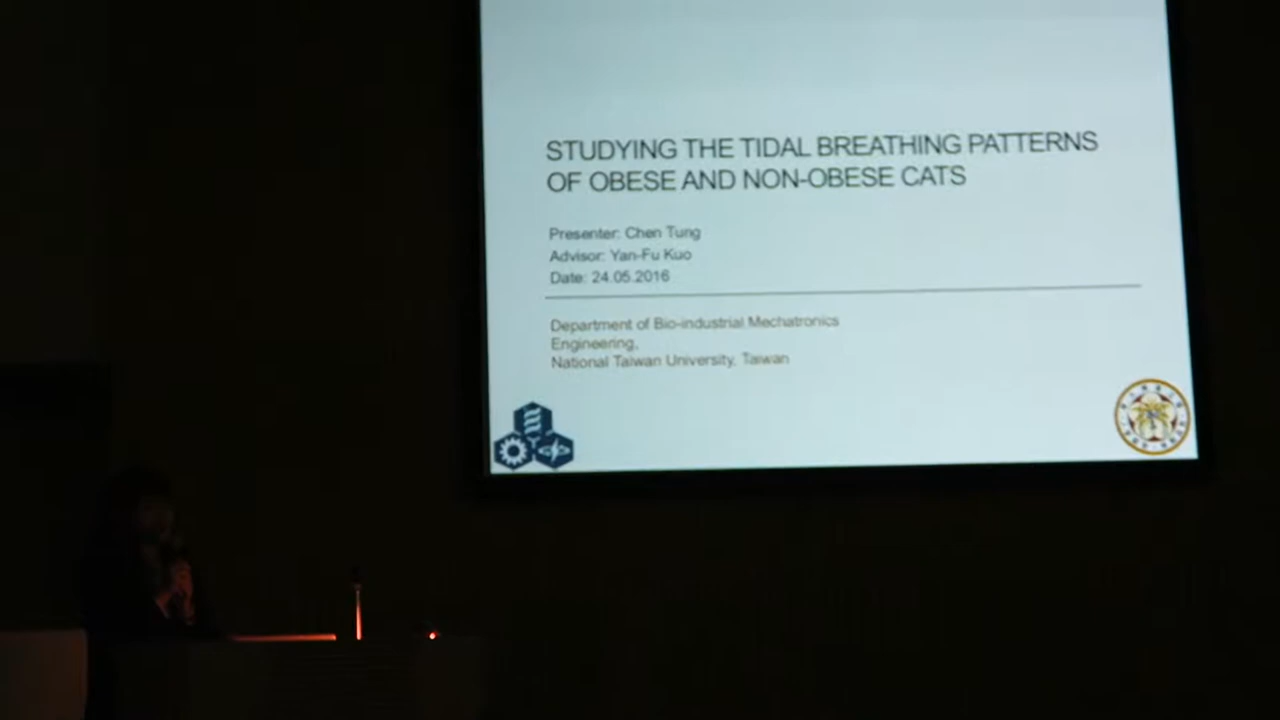 STUDYING THE TIDAL BREATHING PATTERNS
OF OBESE AND NON-OBESE CATS
Presenter: Chen Tung
Advisor: Yan-Fu Kuo
Date: 24.05.2016
Department of Bio-industrial Mechatronics
Engineering,
National Taiwan University, Taiwan